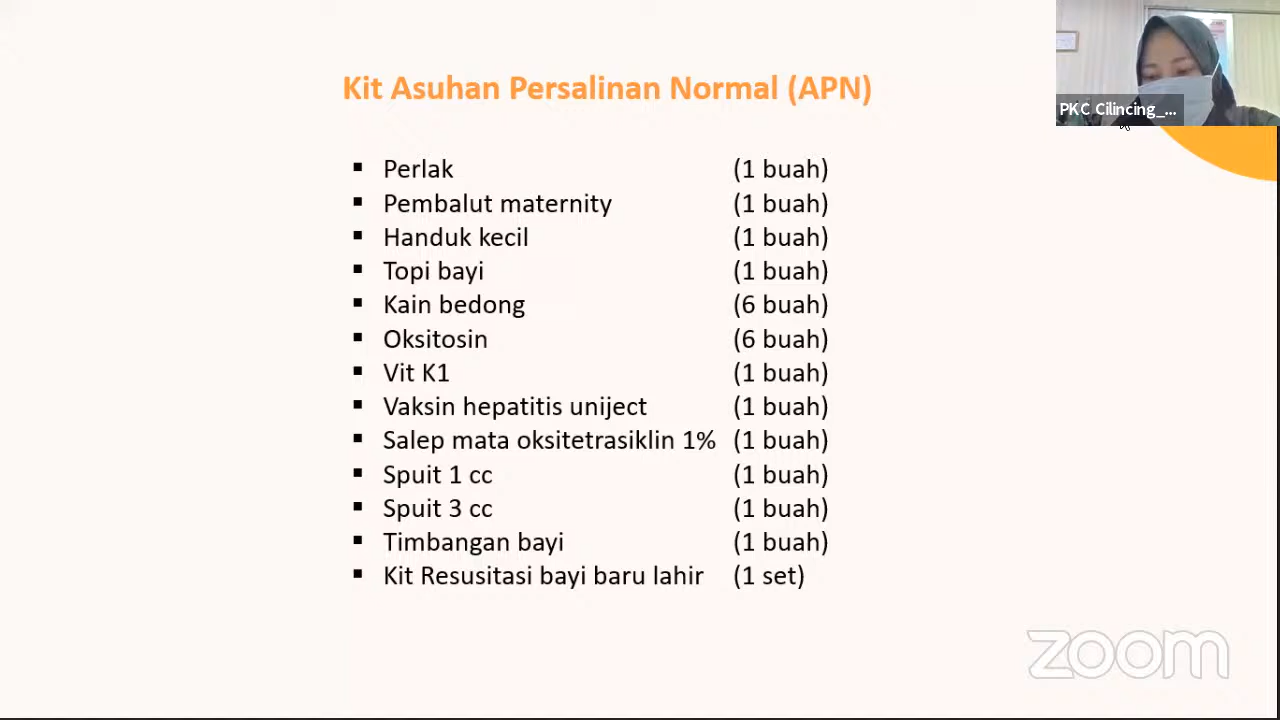 Kit Asuhan Persalinan Normal (APN)
PKC Cilincing_...
▪ Perlak (1 buah)
▪ Pembalut maternity (1 buah)
▪ Handuk kecil (1 buah)
▪ Topi bayi (1 buah)
▪ Kain bedong (6 buah)
▪ Oksitosin (6 buah)
▪ Vit K1 (1 buah)
▪ Vaksin hepatitis uniject (1 buah)
▪ Salep mata oksitetrasiklin 1% (1 buah)
▪ Spuit 1 cc (1 buah)
▪ Spuit 3 cc (1 buah)
▪ Timbangan bayi (1 buah)
▪ Kit Resusitasi bayi baru lahir (1 set)
zoom